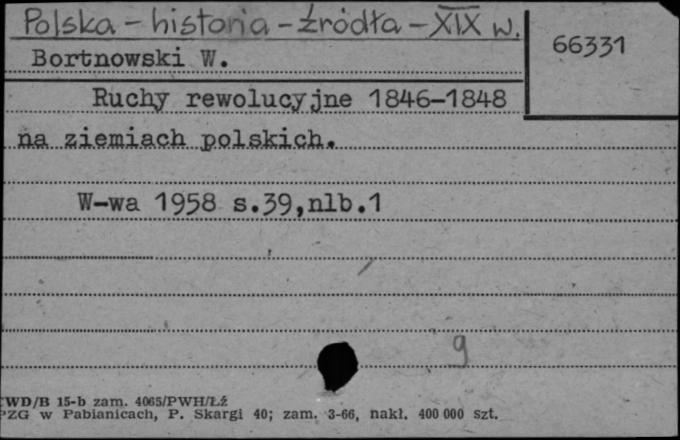 Polska - historia - źródła - XIX w.
66331
Bortnowski W.
Ruchy rewolucyjne 1846-1848
na ziemiach polskich.
W-wa 1958 s.39,nlb.1
9
CWD/B 15-b zam. 4065/PWH/Łź
PZG w Pabianicach, P. Skargi 40; zam. 3-66, nakł. 400 000 szt.